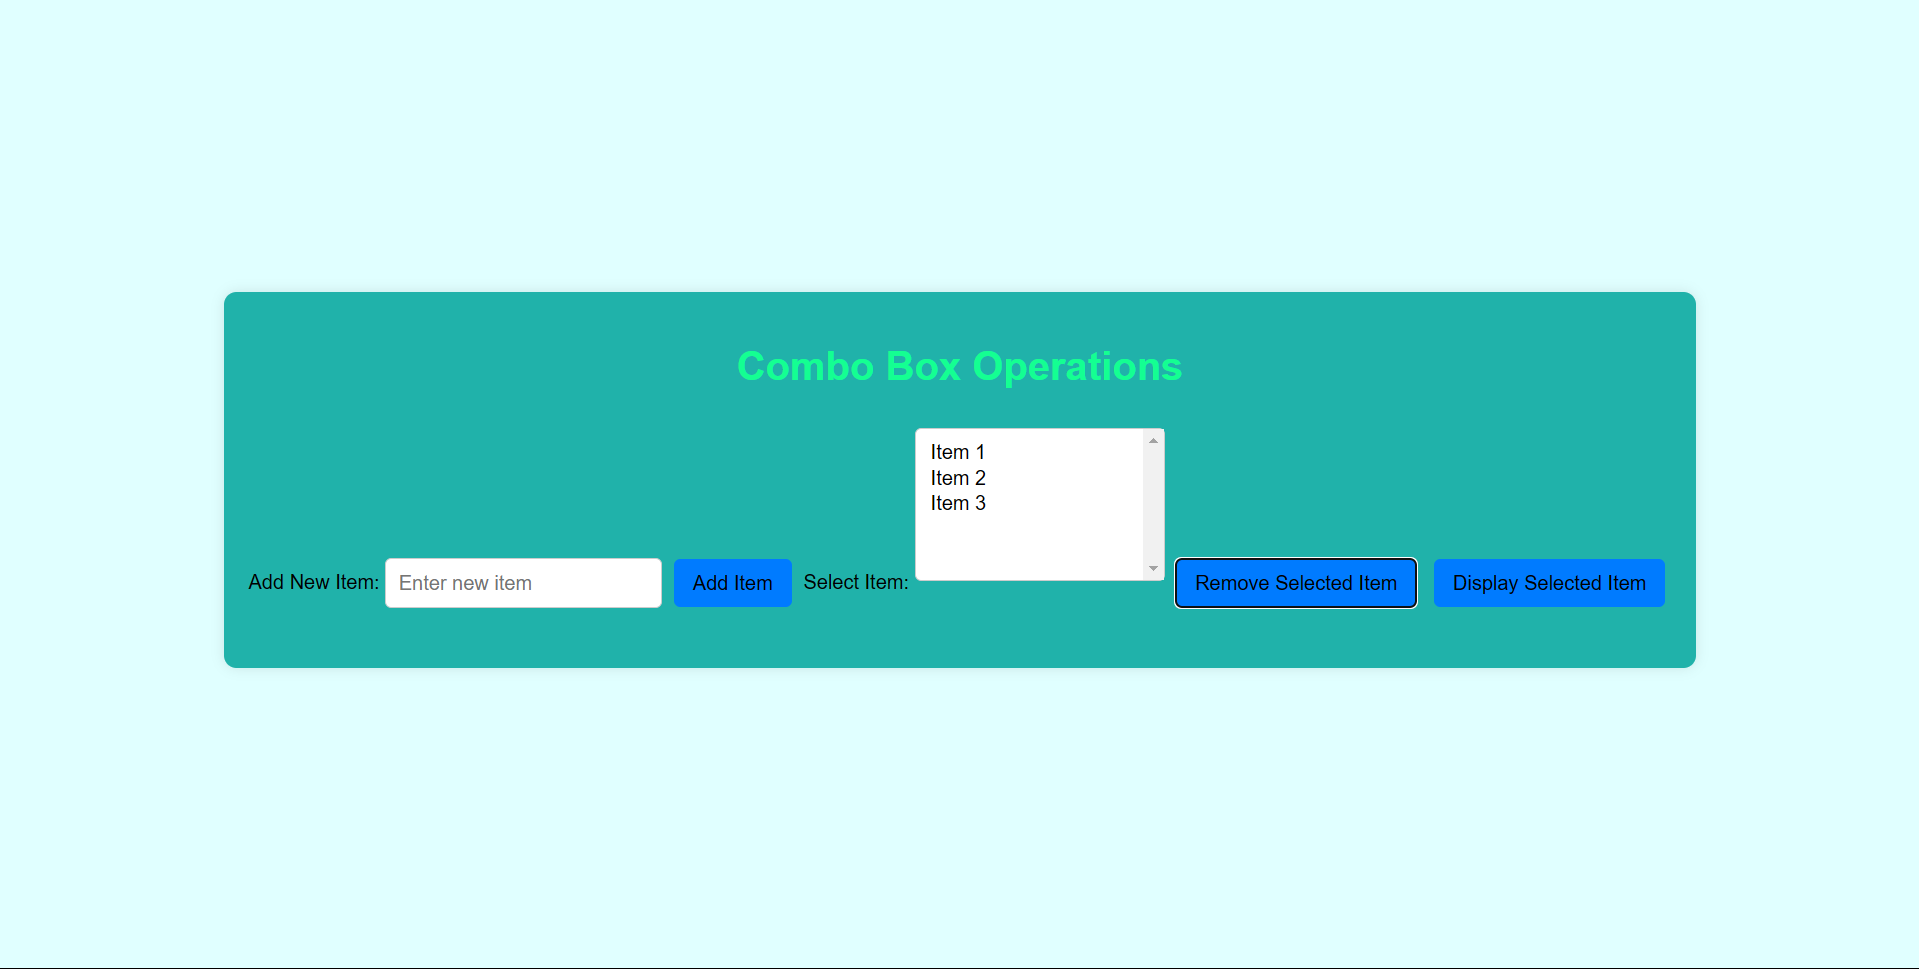 Combo Box Operations
Item 1
Item 2
Item 3
Add New Item: Enter new item Add Item Select Item: Remove Selected Item Display Selected Item